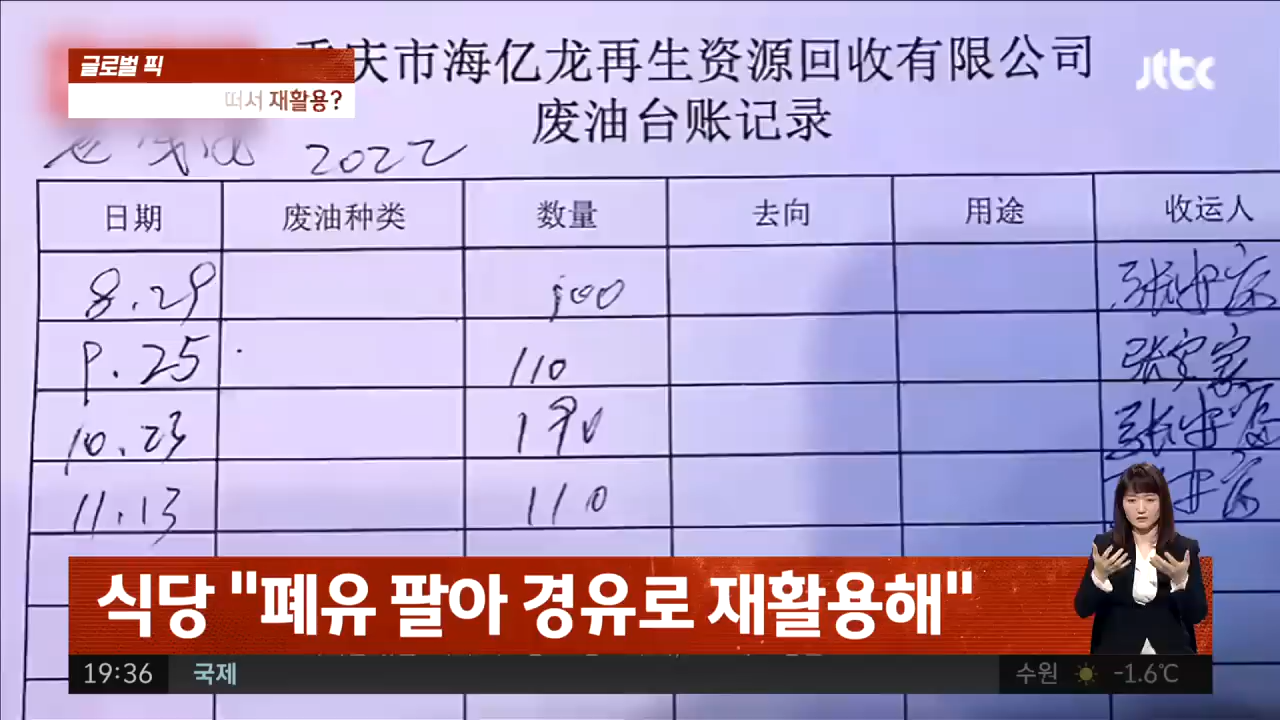 글로벌 픽
떠서 재활용?
jtbc
庆市海亿龙再生资源回收有限公司
废油台账记录
2022
日期 废油种类 数量 去向 用途 收运人
8.29 100
9.25 110
10.23 190
11.13 110
식당 "폐유 팔아 경유로 재활용해"
19:36 국제 수원 -1.6℃